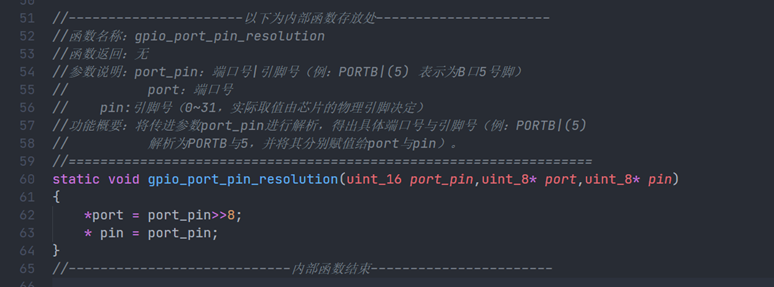 51 //----------------------以下为内部函数存放处----------------------
52 //函数名称：gpio_port_pin_resolution
53 //函数返回：无
54 //参数说明：port_pin：端口号|引脚号（例：PORTB|(5) 表示为B口5号脚）
55 //          port：端口号
56 //    pin:引脚号（0~31，实际取值由芯片的物理引脚决定）
57 //功能概要：将传进参数port_pin进行解析，得出具体端口号与引脚号（例：PORTB|(5)
58 //          解析为PORTB与5，并将其分别赋值给port与pin）。
59 //==================================================================
60 static void gpio_port_pin_resolution(uint_16 port_pin,uint_8* port,uint_8* pin)
61 {
62     *port = port_pin>>8;
63     * pin = port_pin;
64 }
65 //----------------------------内部函数结束-----------------------